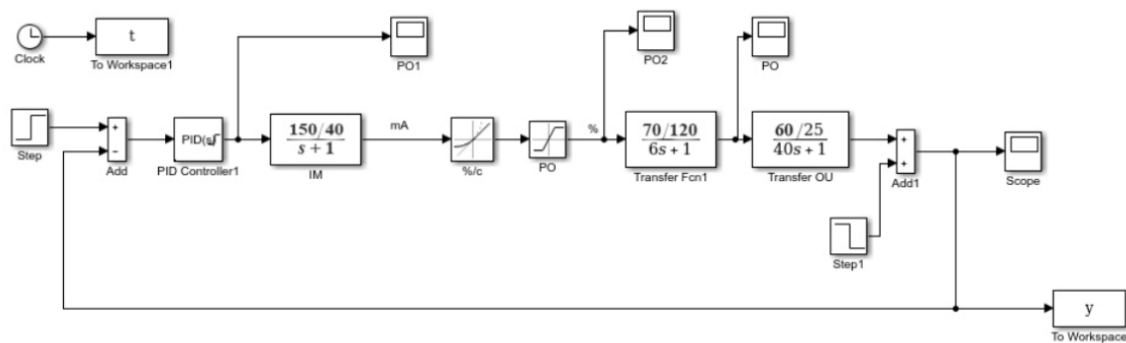 t
Clock
To Workspace1
PO1
PO2
PO
Step
+
−
Add
PID(s)
PID Controller1
150/40
s + 1
IM
mA
%/c
PO
%
70/120
6s + 1
Transfer Fcn1
60/25
40s + 1
Transfer OU
+
+
Add1
Scope
Step1
y
To Workspace